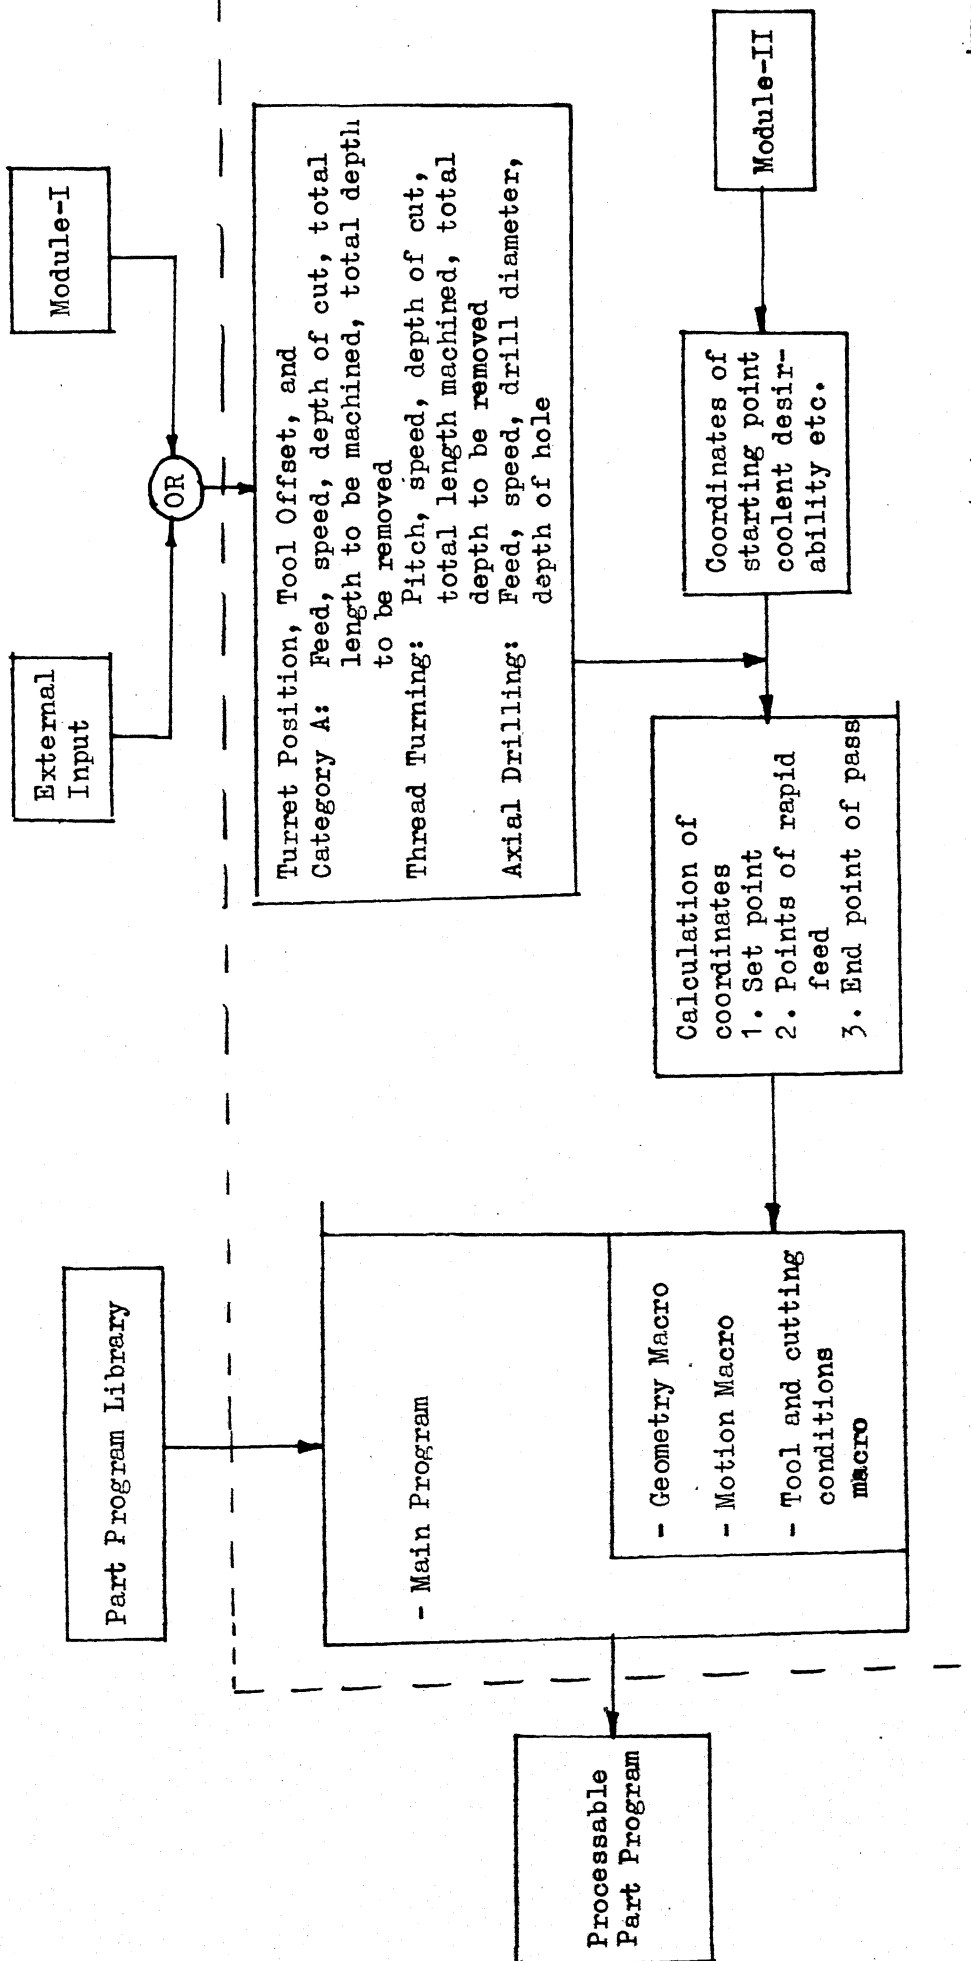 Module-I
External
Input
OR
Turret Position, Tool Offset, and
Category A: Feed, speed, depth of cut, total
length to be machined, total depth
to be removed
Thread Turning: Pitch, speed, depth of cut,
total length machined, total
depth to be removed
Axial Drilling: Feed, speed, drill diameter,
depth of hole
Module-II
Coordinates of
starting point
coolent desir-
ability etc.
Calculation of
coordinates
1. Set point
2. Points of rapid
feed
3. End point of pass
Part Program Library
- Main Program
- Geometry Macro
- Motion Macro
- Tool and cutting
conditions
macro
Processable
Part Program